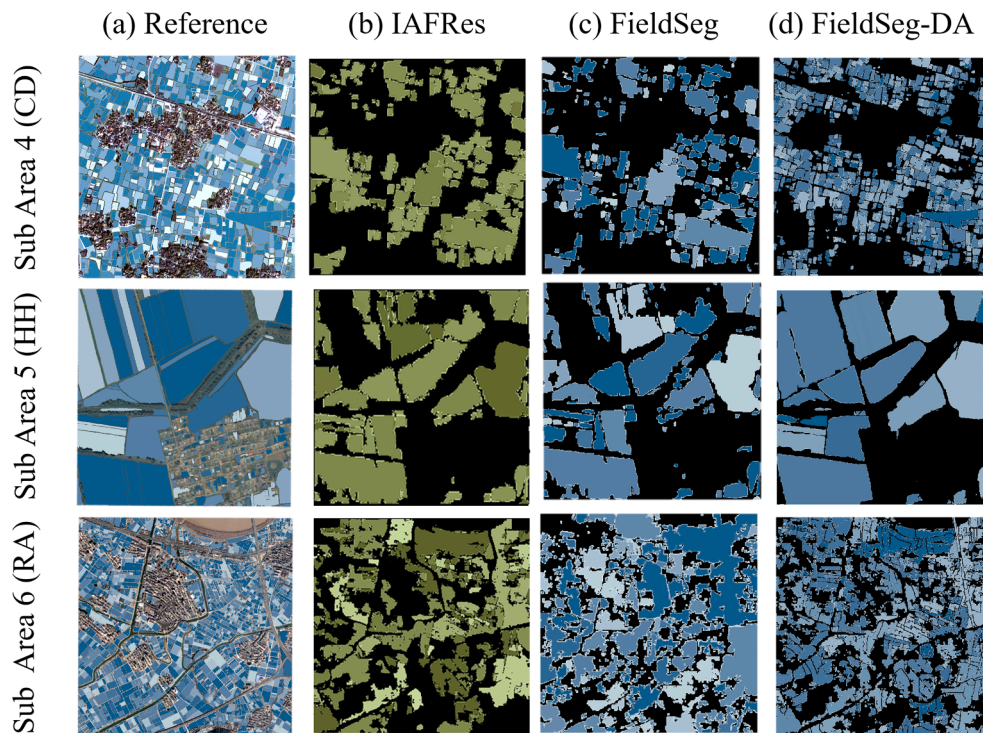 (a) Reference (b) IAFRes (c) FieldSeg (d) FieldSeg-DA
Sub Area 4 (CD)
Sub Area 5 (HH)
Sub Area 6 (RA)